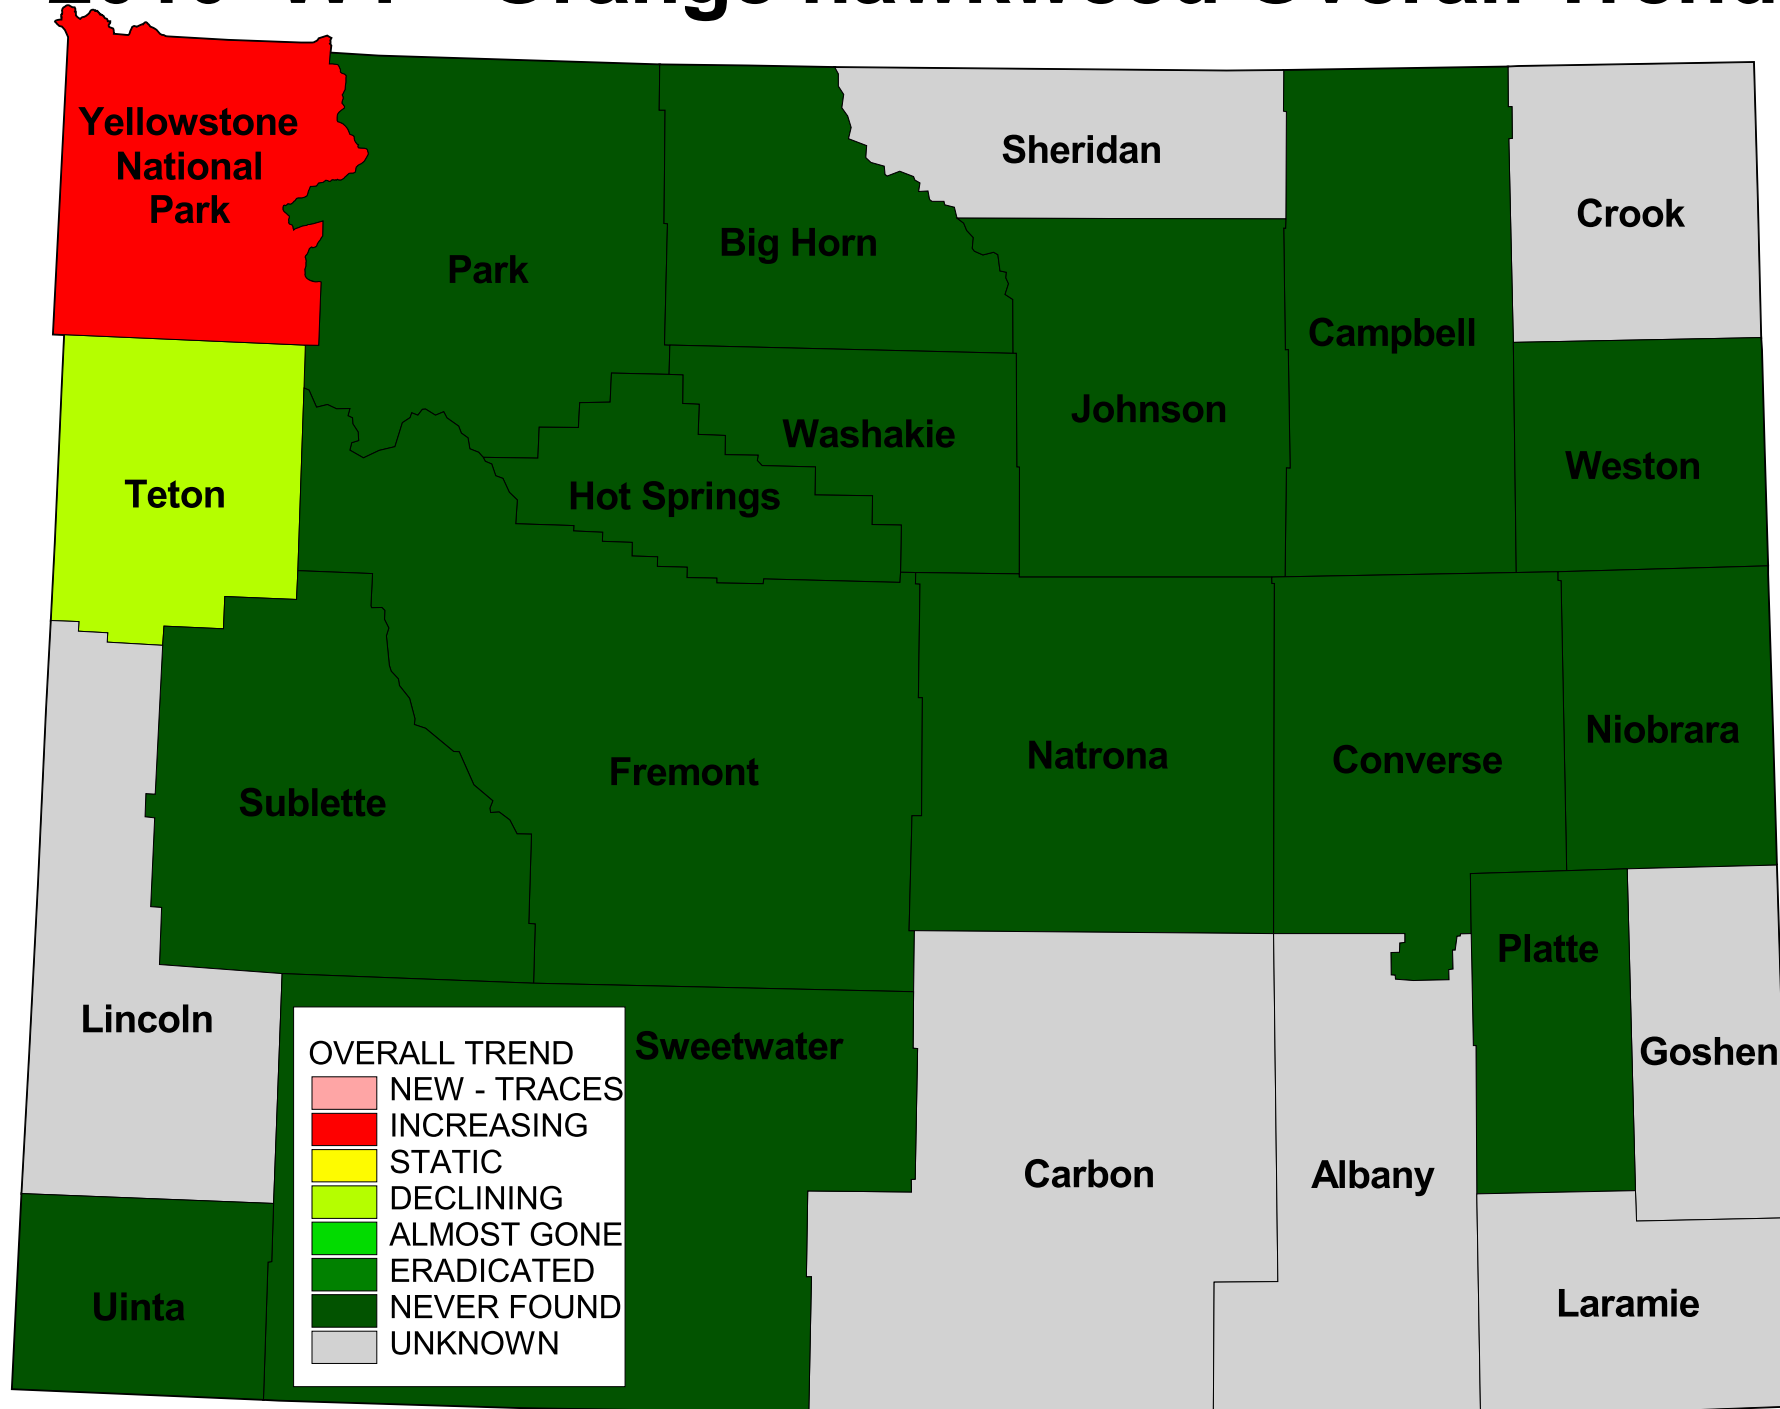 Yellowstone
National
Park
Sheridan
Crook
Big Horn
Park
Campbell
Johnson
Washakie
Weston
Teton
Hot Springs
Niobrara
Natrona
Converse
Fremont
Sublette
Platte
Lincoln
Sweetwater
Goshen
Carbon
Albany
Uinta
Laramie
OVERALL TREND
NEW - TRACES
INCREASING
STATIC
DECLINING
ALMOST GONE
ERADICATED
NEVER FOUND
UNKNOWN